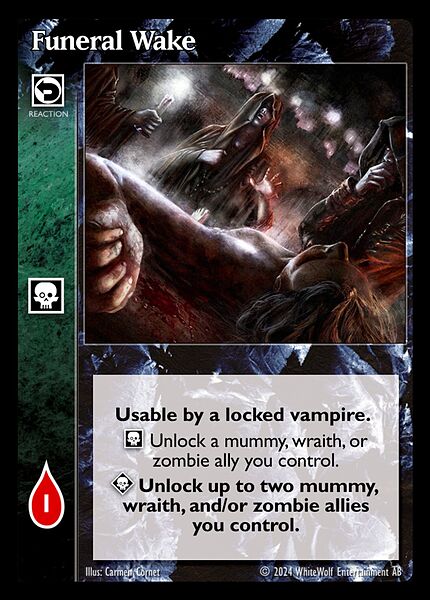 Funeral Wake
REACTION
Usable by a locked vampire.
Unlock a mummy, wraith, or
zombie ally you control.
Unlock up to two mummy,
wraith, and/or zombie allies
you control.
1
Illus: Carmen Cornet © 2024 WhiteWolf Entertainment AB